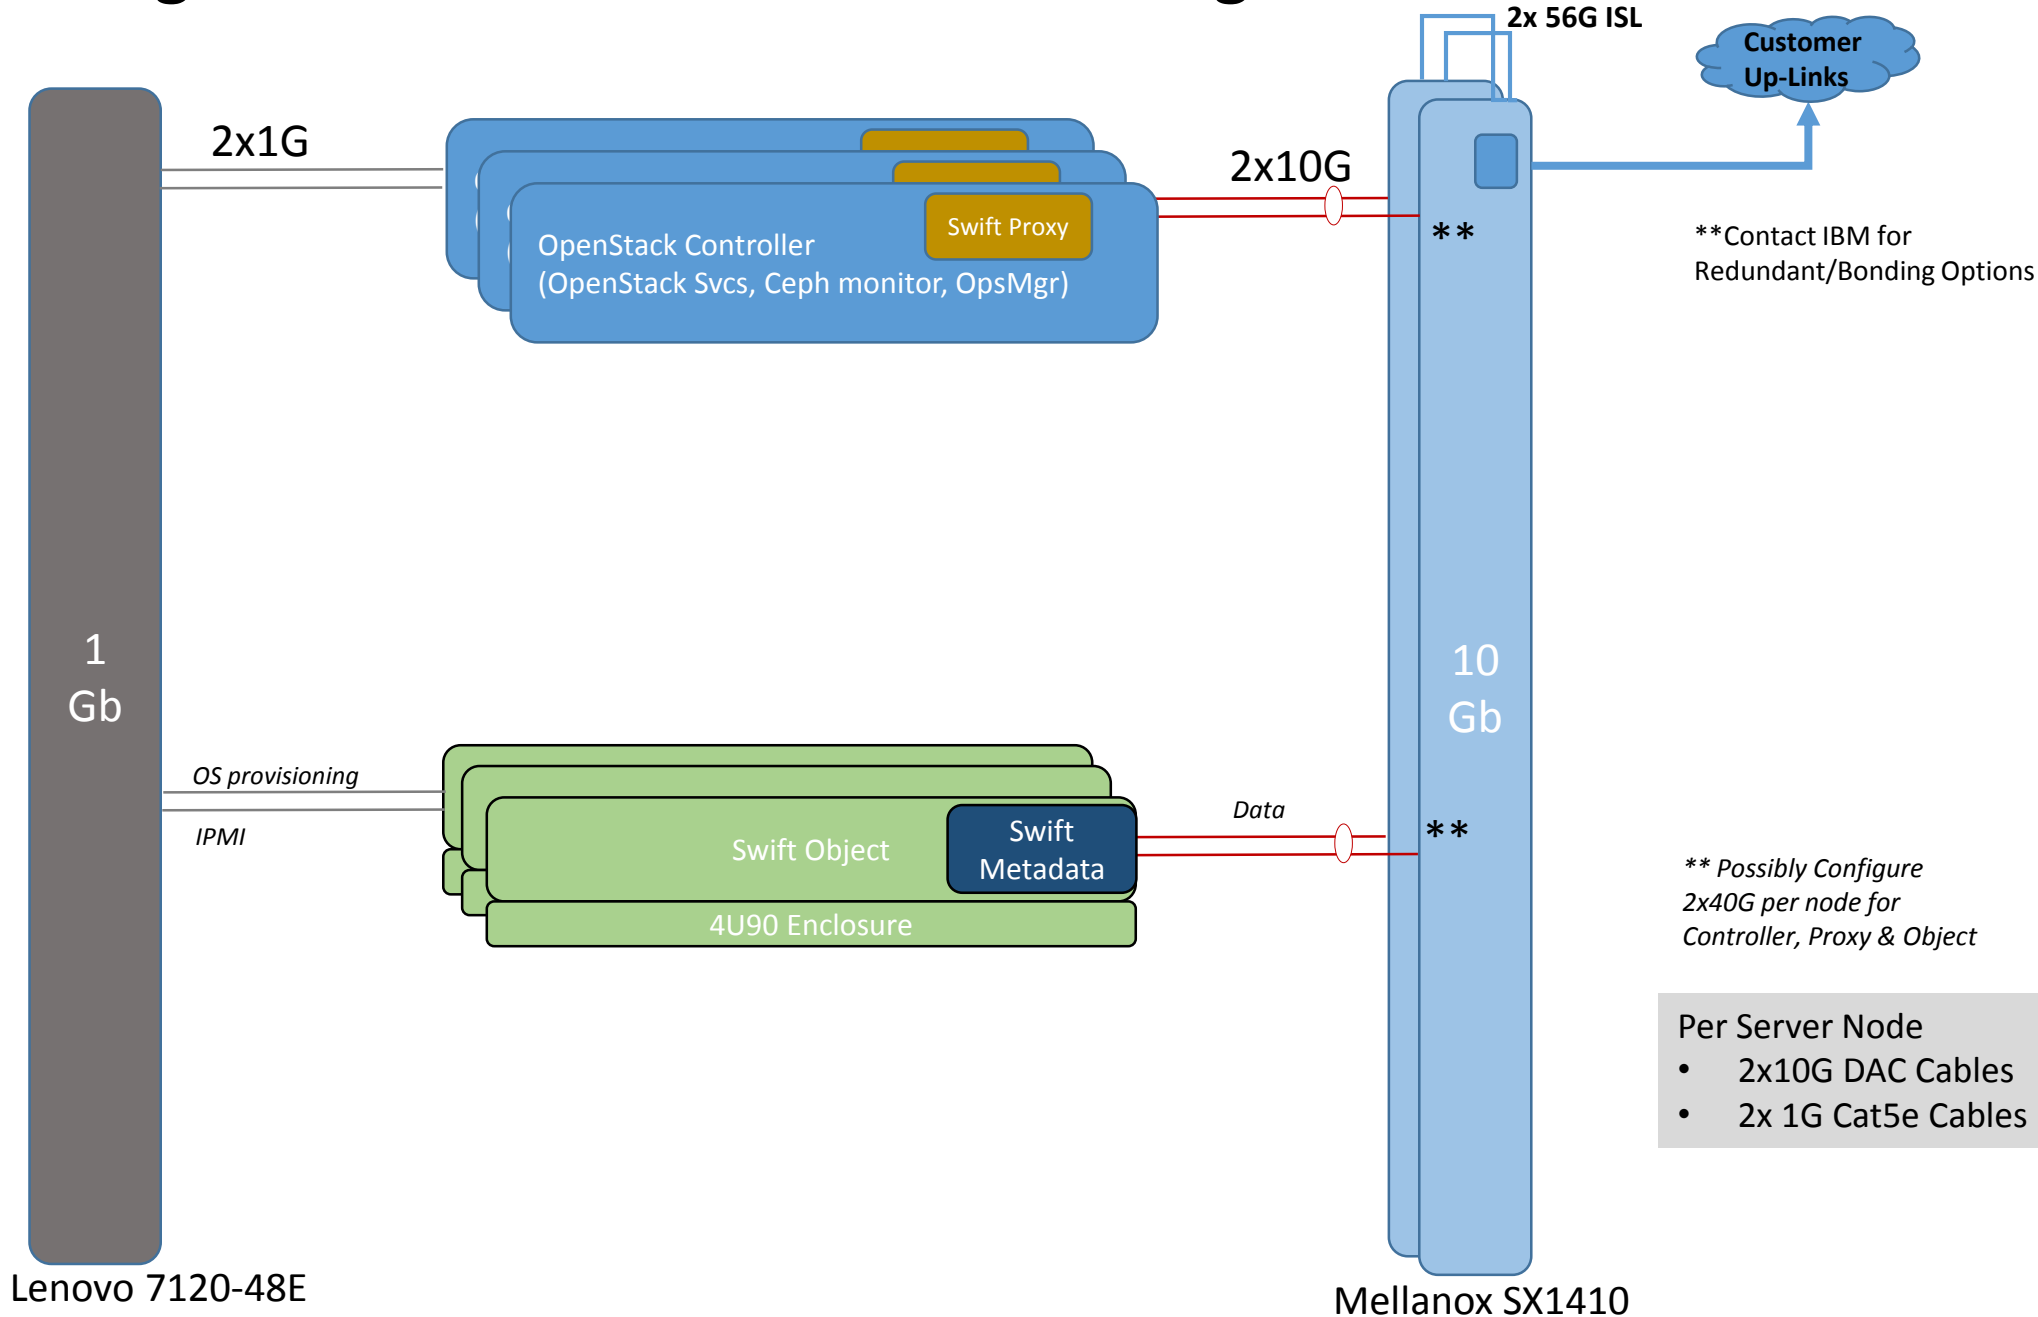 2x 56G ISL
Customer
Up-Links
2x1G
2x10G
Swift Proxy
OpenStack Controller
(OpenStack Svcs, Ceph monitor, OpsMgr)
**
**Contact IBM for
Redundant/Bonding Options
1
Gb
10
Gb
OS provisioning
IPMI
Swift Object
Swift
Metadata
4U90 Enclosure
Data
**
** Possibly Configure
2x40G per node for
Controller, Proxy & Object
Per Server Node
• 2x10G DAC Cables
• 2x 1G Cat5e Cables
Lenovo 7120-48E
Mellanox SX1410